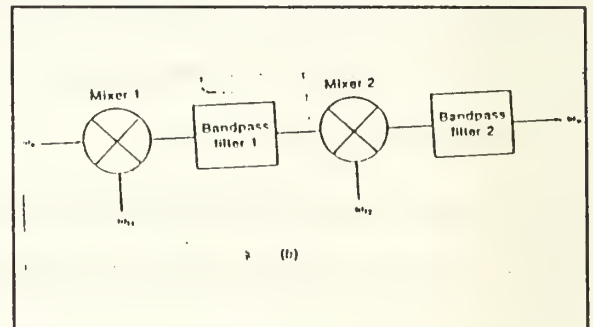 Mixer 1
Mixer 2
Bandpass
filter 1
Bandpass
filter 2
(b)